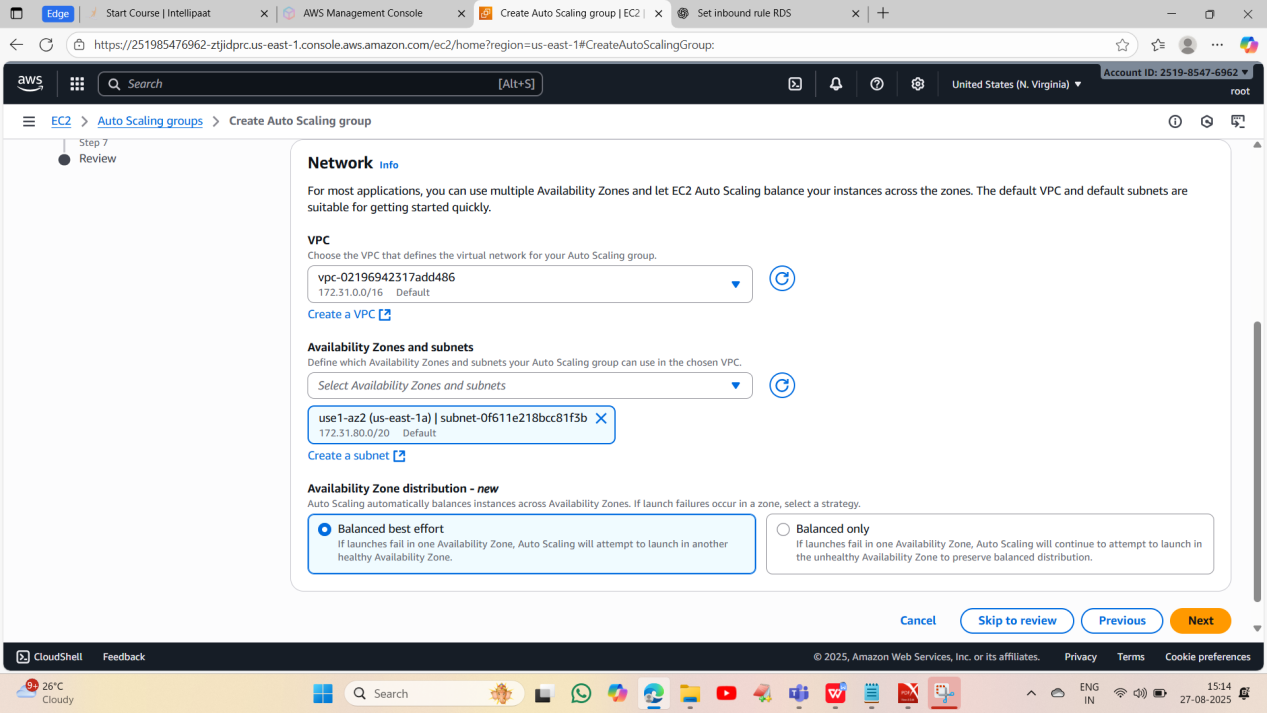 Edge
Start Course | Intellipaat
AWS Management Console
Create Auto Scaling group | EC2 |
Set inbound rule RDS
https://251985476962-ztjidprc.us-east-1.console.aws.amazon.com/ec2/home?region=us-east-1#CreateAutoScalingGroup:
aws
Search
[Alt+S]
United States (N. Virginia)
Account ID: 2519-8547-6962
root
EC2
Auto Scaling groups
Create Auto Scaling group
Step 7
Review
Network Info
For most applications, you can use multiple Availability Zones and let EC2 Auto Scaling balance your instances across the zones. The default VPC and default subnets are
suitable for getting started quickly.
VPC
Choose the VPC that defines the virtual network for your Auto Scaling group.
vpc-02196942317add486
172.31.0.0/16 Default
Create a VPC
Availability Zones and subnets
Define which Availability Zones and subnets your Auto Scaling group can use in the chosen VPC.
Select Availability Zones and subnets
use1-az2 (us-east-1a) | subnet-0f611e218bcc81f3b
172.31.80.0/20 Default
Create a subnet
Availability Zone distribution - new
Auto Scaling automatically balances instances across Availability Zones. If launch failures occur in a zone, select a strategy.
Balanced best effort
If launches fail in one Availability Zone, Auto Scaling will attempt to launch in another
healthy Availability Zone.
Balanced only
If launches fail in one Availability Zone, Auto Scaling will continue to attempt to launch in
the unhealthy Availability Zone to preserve balanced distribution.
Cancel
Skip to review
Previous
Next
CloudShell
Feedback
© 2025, Amazon Web Services, Inc. or its affiliates.
Privacy
Terms
Cookie preferences
9+
26°C
Cloudy
Search
ENG
IN
15:14
27-08-2025